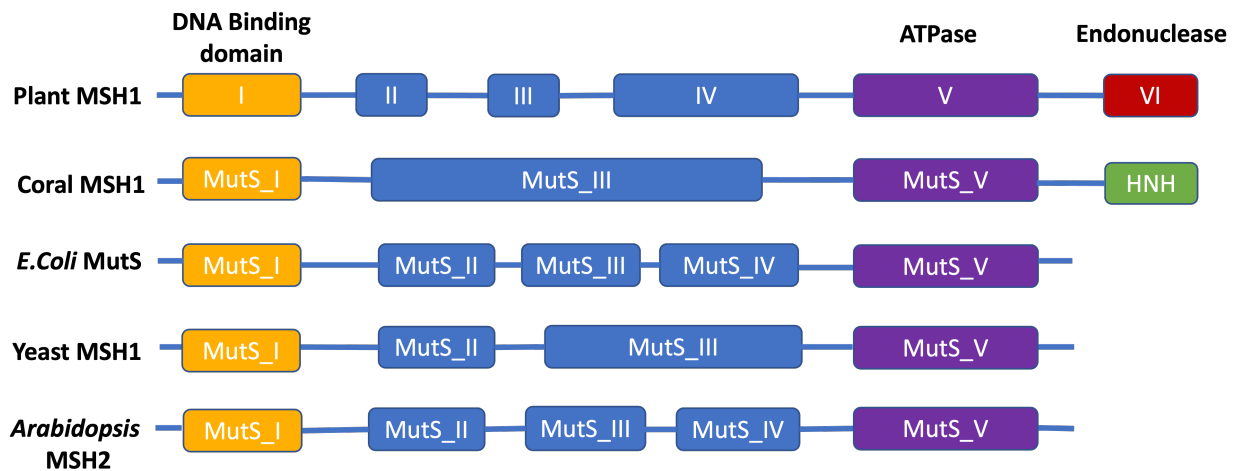 DNA Binding
domain
ATPase
Endonuclease
Plant MSH1
I
II
III
IV
V
VI
Coral MSH1
MutS_I
MutS_III
MutS_V
HNH
E.Coli MutS
MutS_I
MutS_II
MutS_III
MutS_IV
MutS_V
Yeast MSH1
MutS_I
MutS_II
MutS_III
MutS_V
Arabidopsis
MSH2
MutS_I
MutS_II
MutS_III
MutS_IV
MutS_V